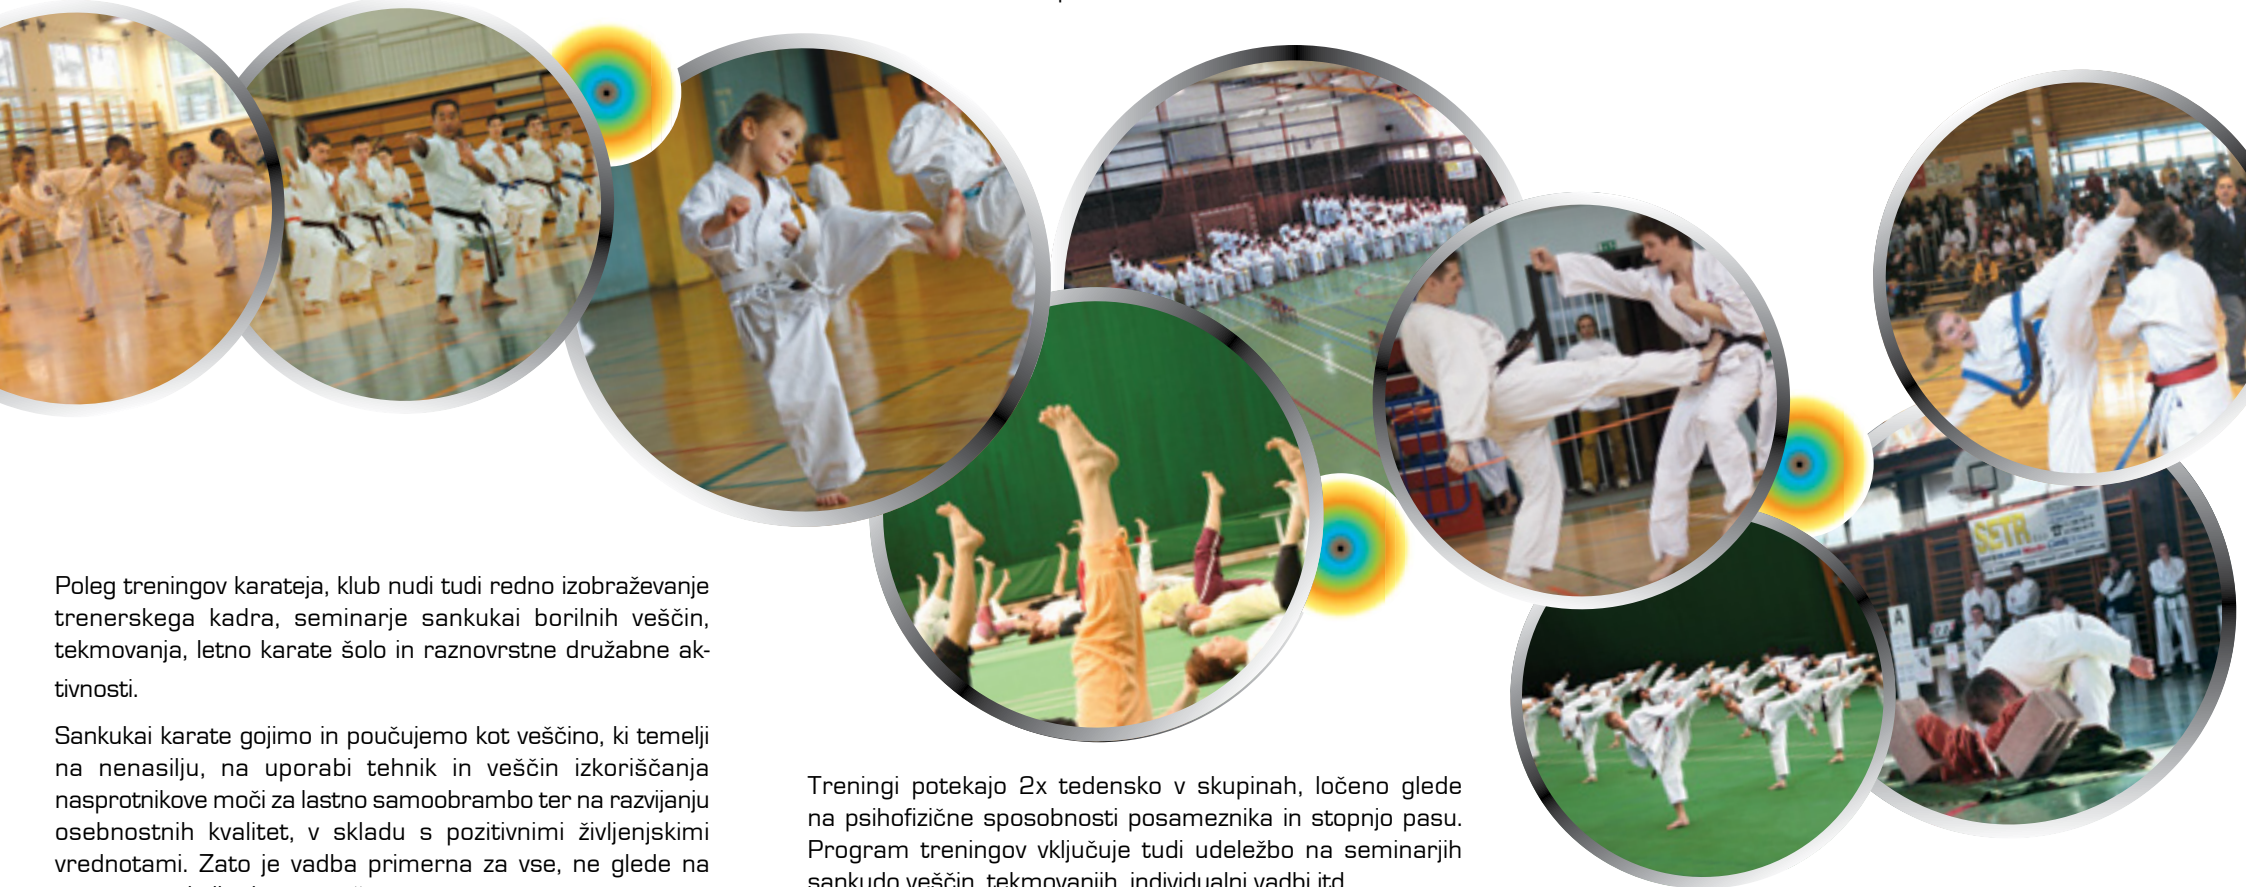 Poleg treningov karateja, klub nudi tudi redno izobraževanje
trenerskega kadra, seminarje sankukai borilnih veščin,
tekmovanja, letno karate šolo in raznovrstne družabne ak-
tivnosti.
Sankukai karate gojimo in poučujemo kot veščino, ki temelji
na nenasilju, na uporabi tehnik in veščin izkoriščanja
nasprotnikove moči za lastno samoobrambo ter na razvijanju
osebnostnih kvalitet, v skladu s pozitivnimi življenjskimi
vrednotami. Zato je vadba primerna za vse, ne glede na
Treningi potekajo 2x tedensko v skupinah, ločeno glede
na psihofizične sposobnosti posameznika in stopnjo pasu.
Program treningov vključuje tudi udeležbo na seminarjih
sankudo veščin, tekmovanjih, individualni vadbi itd.
SETR
A